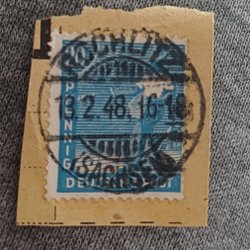 ROCHLITZ
20
PFENNIG
13.2.48.16-18
(SACHSEN)
DEUTSCHE POST